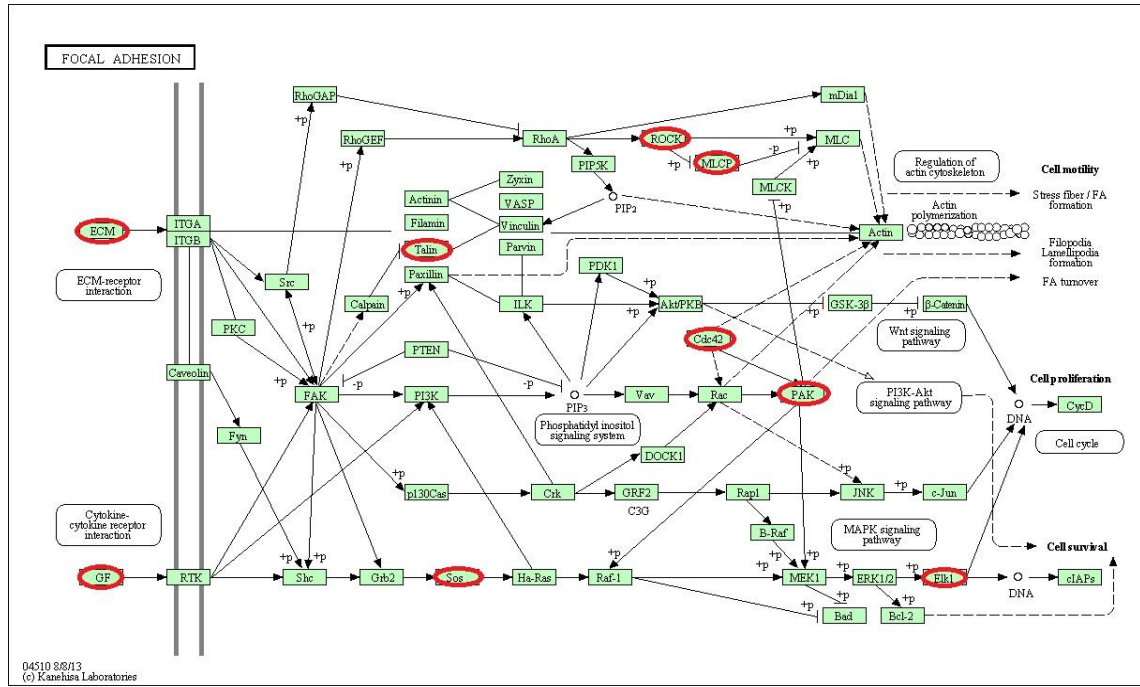 FOCAL ADHESION
RhoGAP
mDia1
+p
RhoGEF
RhoA
ROCK
+p
MLC
+p
+p
-p
MLCP
+p
PIP5K
MLCK
Regulation of
actin cytoskeleton
Cell motility
Zyxin
Actinin
VASP
PIP2
+p
Stress fiber / FA
formation
ECM
ITGA
ITGB
Filamin
Vinculin
Actin
Actin
polymerization
Talin
Parvin
Filopodia
Lamellipodia
formation
ECM-receptor
interaction
Src
Paxillin
PDK1
FA turnover
+p
+p
Calpain
ILK
Akt/PKB
+p
GSK-3β
+p
β-Catenin
PKC
+p
+p
Cdc42
Wnt signaling
pathway
PTEN
Caveolin
+p
-p
-p
Cell proliferation
FAK
PI3K
PIP3
Vav
Rac
PAK
PI3K-Akt
signaling pathway
DNA
CycD
Phosphatidyl inositol
signaling system
Fyn
DOCK1
Cell cycle
+p
p130Cas
Crk
GRF2
Rap1
JNK
+p
+p
c-Jun
C3G
Cytokine-
cytokine receptor
interaction
B-Raf
MAPK signaling
pathway
+p
+p
+p
+p
+p
Cell survival
GF
RTK
Shc
Grb2
Sos
Ha-Ras
Raf-1
+p
MEK1
+p
ERK1/2
+p
Elk1
DNA
cIAPs
+p
+p
+p
Bad
Bcl-2
04510 8/8/13
(c) Kanehisa Laboratories